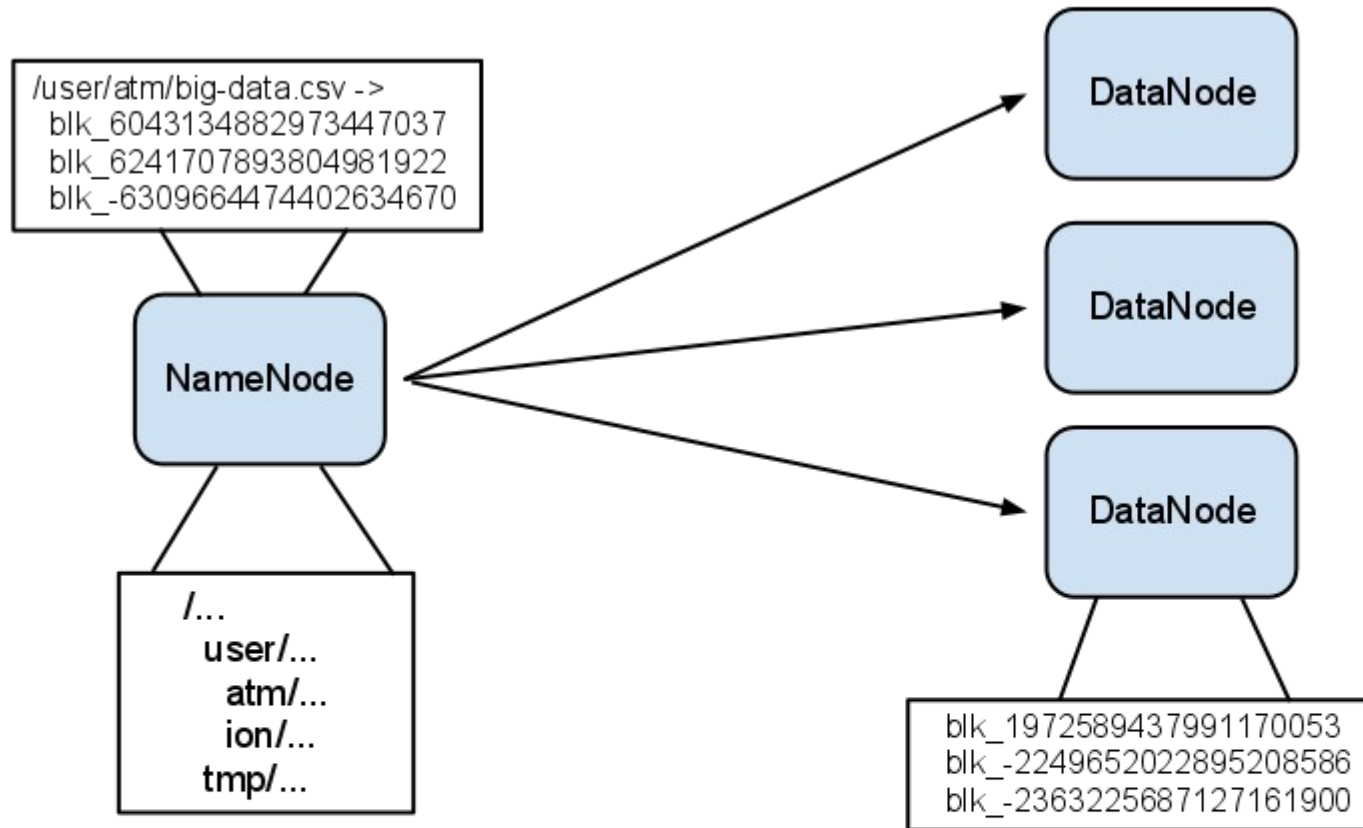 /user/atm/big-data.csv ->
blk_6043134882973447037
blk_6241707893804981922
blk_-6309664474402634670
NameNode
/...
user/...
atm/...
ion/...
tmp/...
DataNode
DataNode
DataNode
blk_1972589437991170053
blk_-2249652022895208586
blk_-2363225687127161900